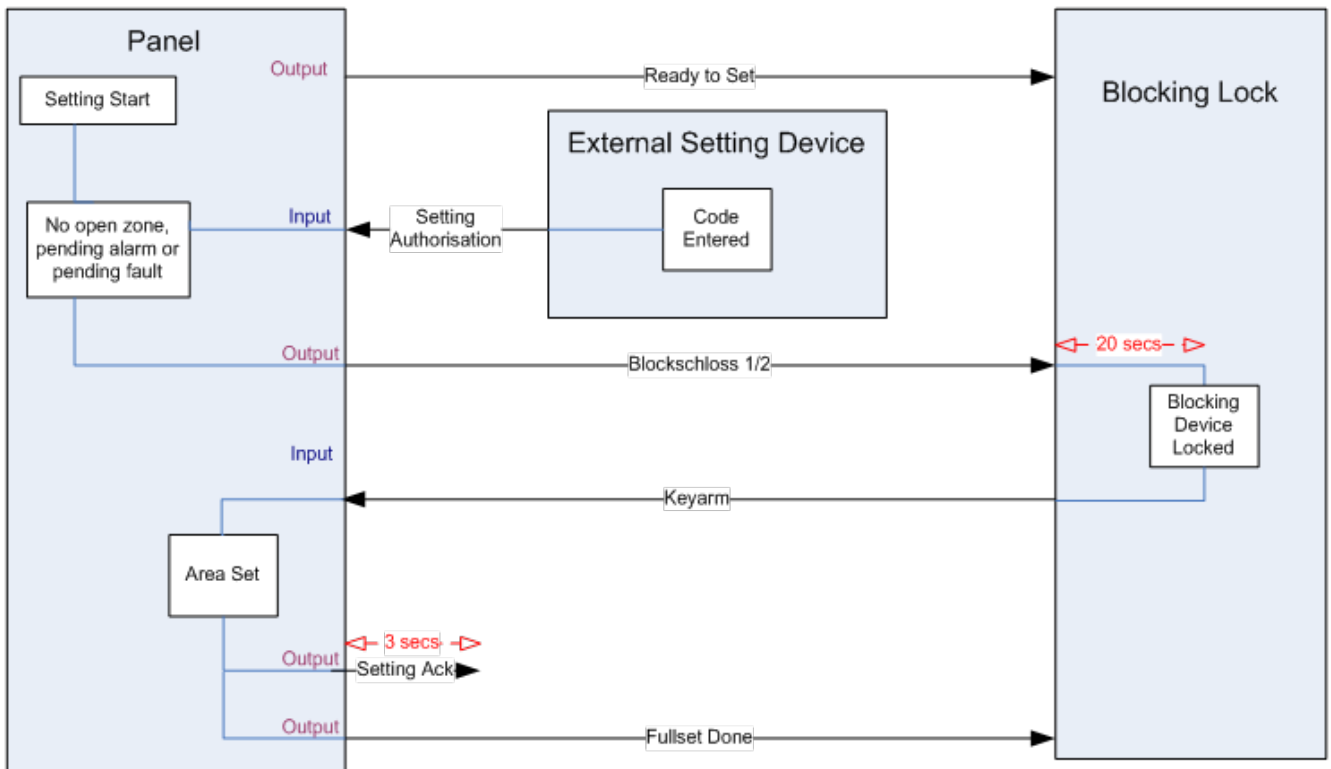 Panel
Output
Ready to Set
Blocking Lock
Setting Start
External Setting Device
No open zone,
pending alarm or
pending fault
Input
Setting
Authorisation
Code
Entered
Output
Blockschloss 1/2
20 secs
Blocking
Device
Locked
Input
Keyarm
Area Set
3 secs
Output
Setting Ack
Output
Fullset Done